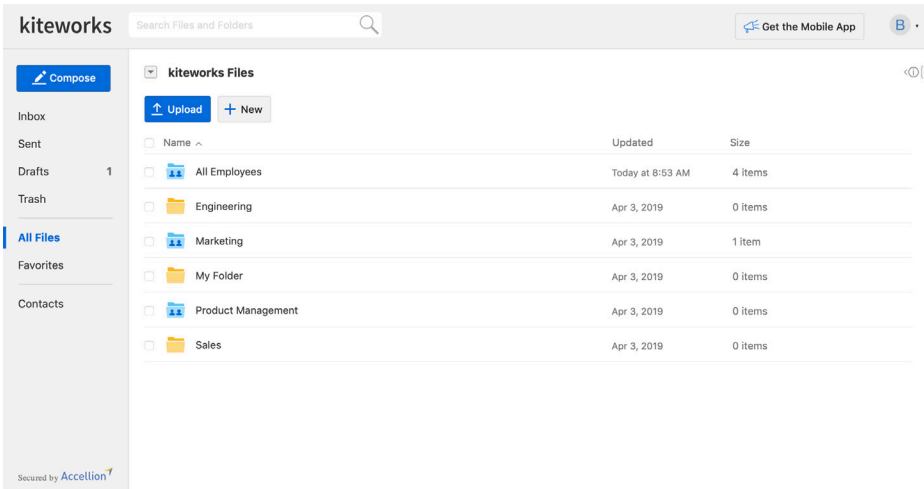 kiteworks
Search Files and Folders
Get the Mobile App
B
Compose
Inbox
Sent
Drafts 1
Trash
All Files
Favorites
Contacts
Secured by Accellion
kiteworks Files
Upload
New
Name Updated Size
All Employees Today at 8:53 AM 4 items
Engineering Apr 3, 2019 0 items
Marketing Apr 3, 2019 1 item
My Folder Apr 3, 2019 0 items
Product Management Apr 3, 2019 0 items
Sales Apr 3, 2019 0 items